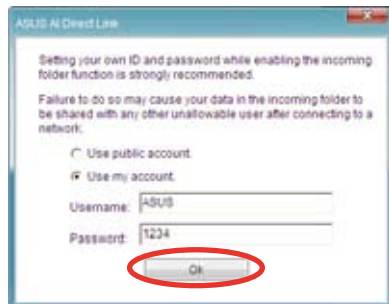 ASUS AI Direct Link
Setting your own ID and password while enabling the incoming
folder function is strongly recommended.
Failure to do so may cause your data in the incoming folder to
be shared with any other unallowable user after connecting to a
network.
Use public account.
Use my account.
Username: ASUS
Password: 1234
Ok